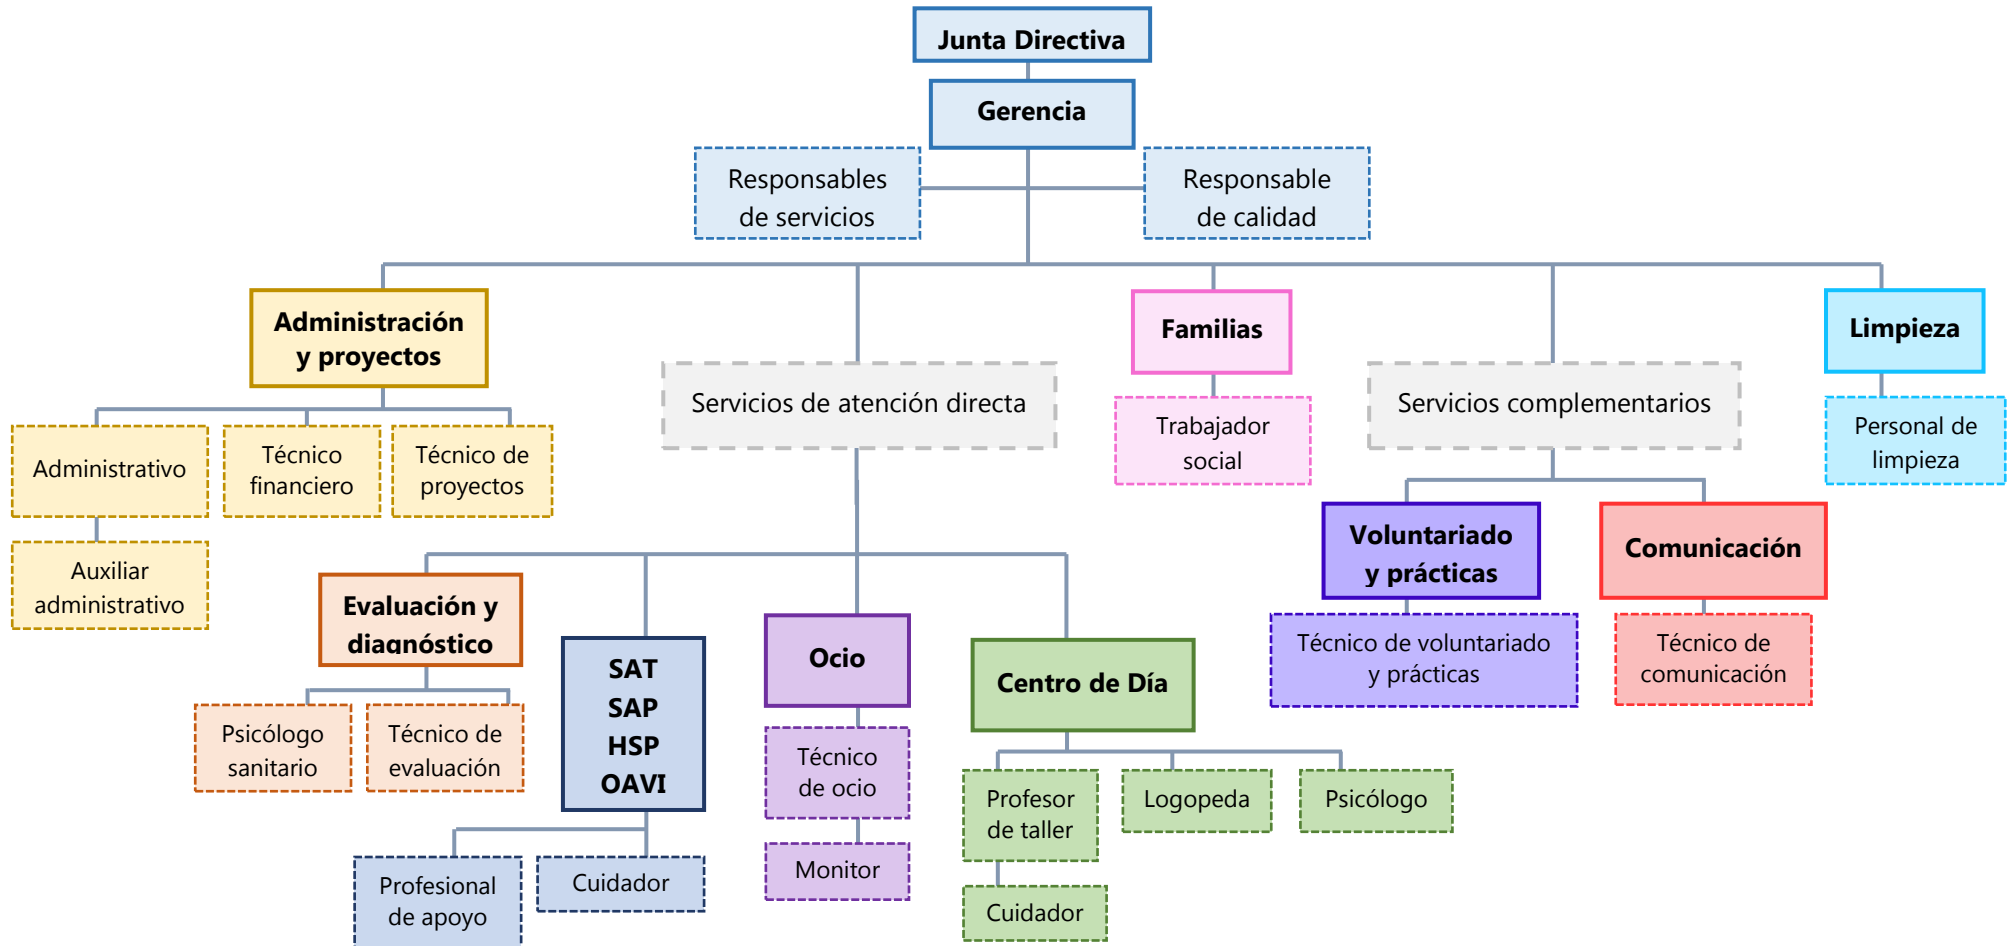 Junta Directiva
Gerencia
Responsables
de servicios
Responsable
de calidad
Administración
y proyectos
Familias
Limpieza
Servicios de atención directa
Servicios complementarios
Administrativo
Técnico
financiero
Técnico de
proyectos
Trabajador
social
Personal de
limpieza
Auxiliar
administrativo
Voluntariado
y prácticas
Comunicación
Evaluación y
diagnóstico
SAT
SAP
HSP
OAVI
Ocio
Centro de Día
Técnico de voluntariado
y prácticas
Técnico de
comunicación
Psicólogo
sanitario
Técnico de
evaluación
Técnico
de ocio
Profesor
de taller
Logopeda
Psicólogo
Profesional
de apoyo
Cuidador
Monitor
Cuidador